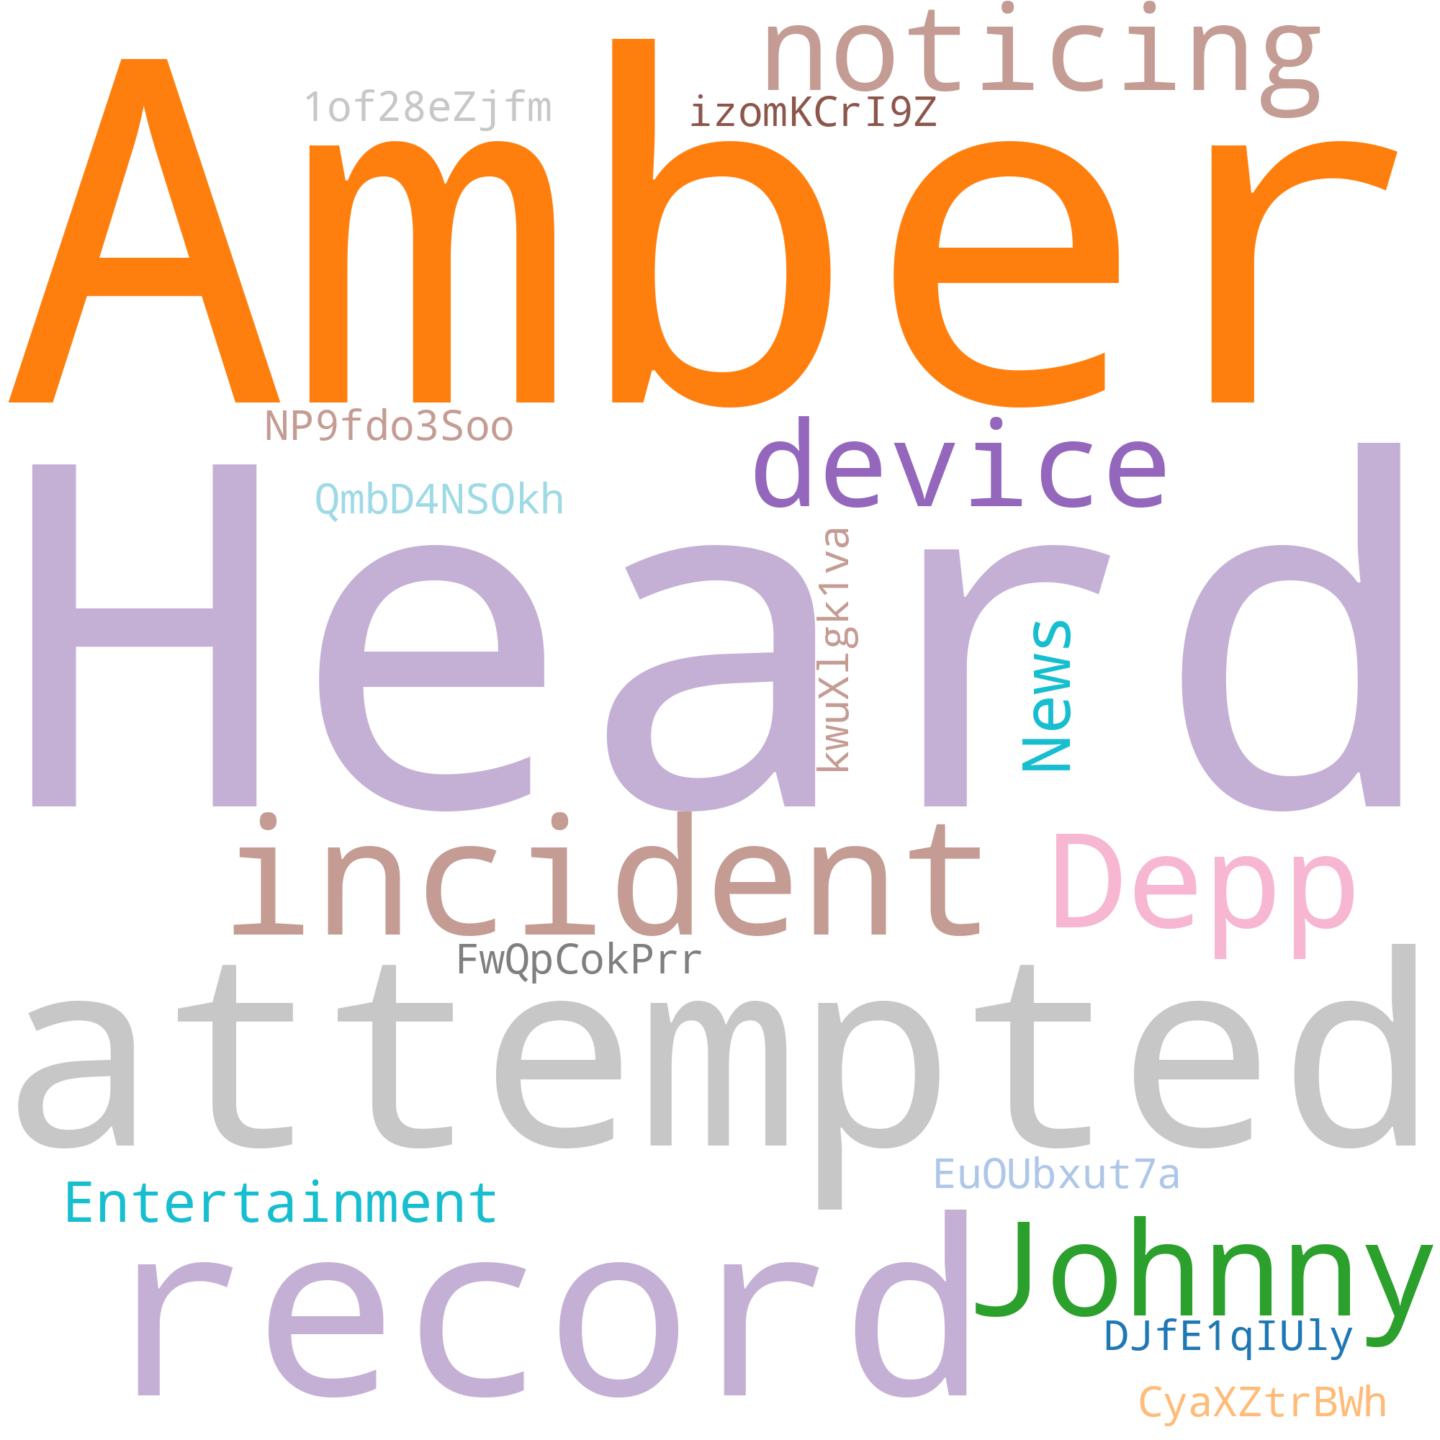 noticing
1of28eZjfm
izomKCrI9Z
Amber
NP9fdo3Soo
device
QmbD4NSOkh
Heard
kwuXlgk1va
News
incident
Depp
FwQpCokPrr
attempted
EuOUbxut7a
Entertainment
record
Johnny
DJfE1qIUly
CyaXZtrBWh